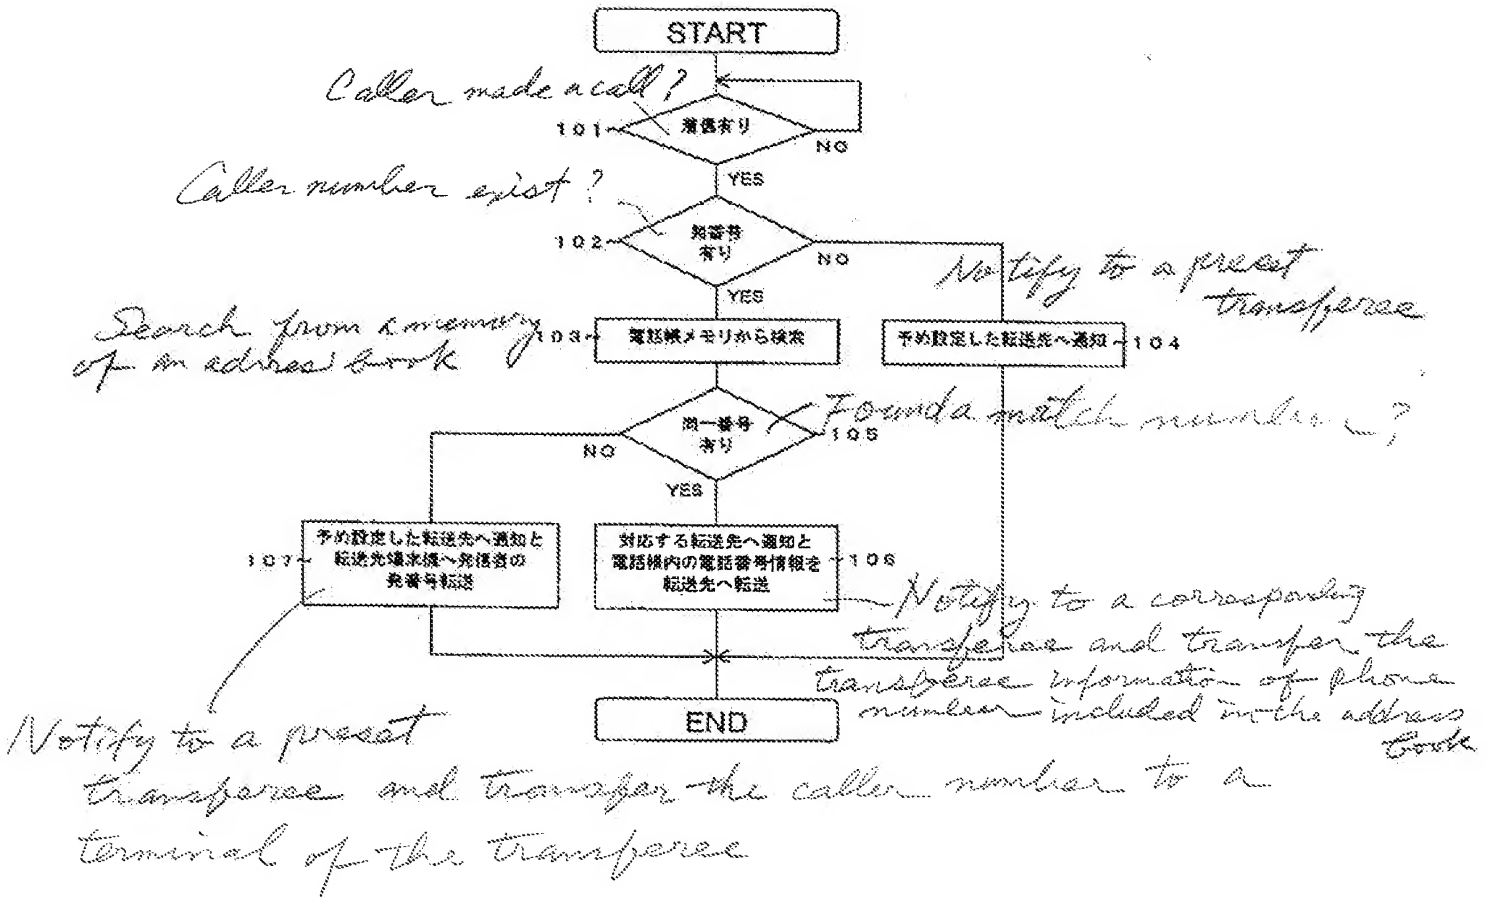 START
Caller made a call?
101
着信有り
NO
YES
Caller number exist?
102
発番号
有り
NO
YES
Notify to a preset
transferee
Search from a memory
of an adress book
103
電話帳メモリから検索
予め設定した転送先へ通知
104
同一番号
有り
105
Found a match number?
NO
YES
107
予め設定した転送先へ通知と
転送先端末機へ発信者の
発番号転送
対応する転送先へ通知と
電話帳内の電話番号情報を
転送先へ転送
106
Notify to a corresponding
transferee and transfer the
transferee information of phone
number included in the address
book
END
Notify to a preset
transferee and transfer the caller number to a
terminal of the transferee